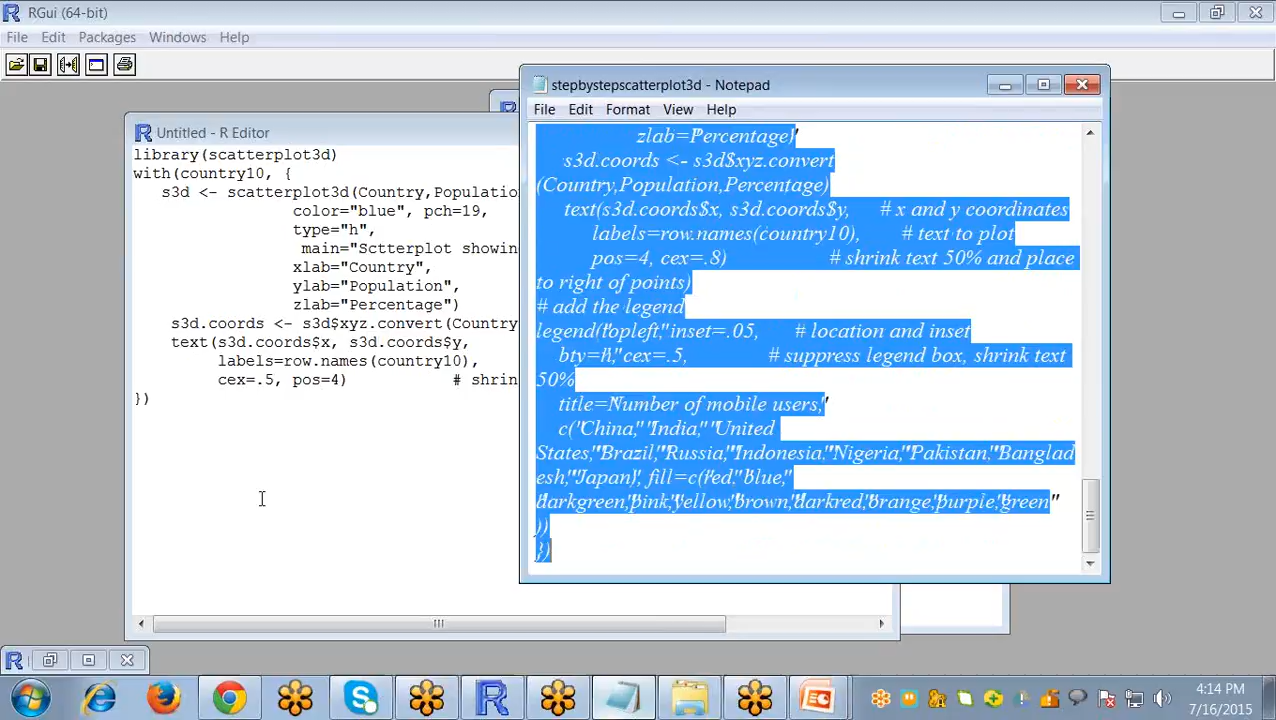 RGui (64-bit)
File Edit Packages Windows Help
Untitled - R Editor
library(scatterplot3d)
with(country10, {
s3d <- scatterplot3d(Country,Population
color="blue", pch=19,
type="h",
main="Sctterplot showing
xlab="Country",
ylab="Population",
zlab="Percentage")
s3d.coords <- s3d$xyz.convert(Country
text(s3d.coords$x, s3d.coords$y,
labels=row.names(country10),
cex=.5, pos=4) # shrin
})
stepbystepscatterplot3d - Notepad
File Edit Format View Help
zlab="Percentage")
s3d.coords <- s3d$xyz.convert
(Country,Population,Percentage)
text(s3d.coords$x, s3d.coords$y, # x and y coordinates
labels=row.names(country10), # text to plot
pos=4, cex=.8) # shrink text 50% and place
to right of points)
# add the legend
legend("topleft," inset=.05, # location and inset
bty="n," cex=.5, # suppress legend box, shrink text
50%
title="Number of mobile users,"
c("China," "India," "United
States,""Brazil,""Russia,""Indonesia,""Nigeria,""Pakistan,""Banglad
esh,""Japan), fill=c("red,""blue,"
"darkgreen,""pink,""yellow,""brown,""darkred,""orange,""purple,""green"
))
})
4:14 PM
7/16/2015